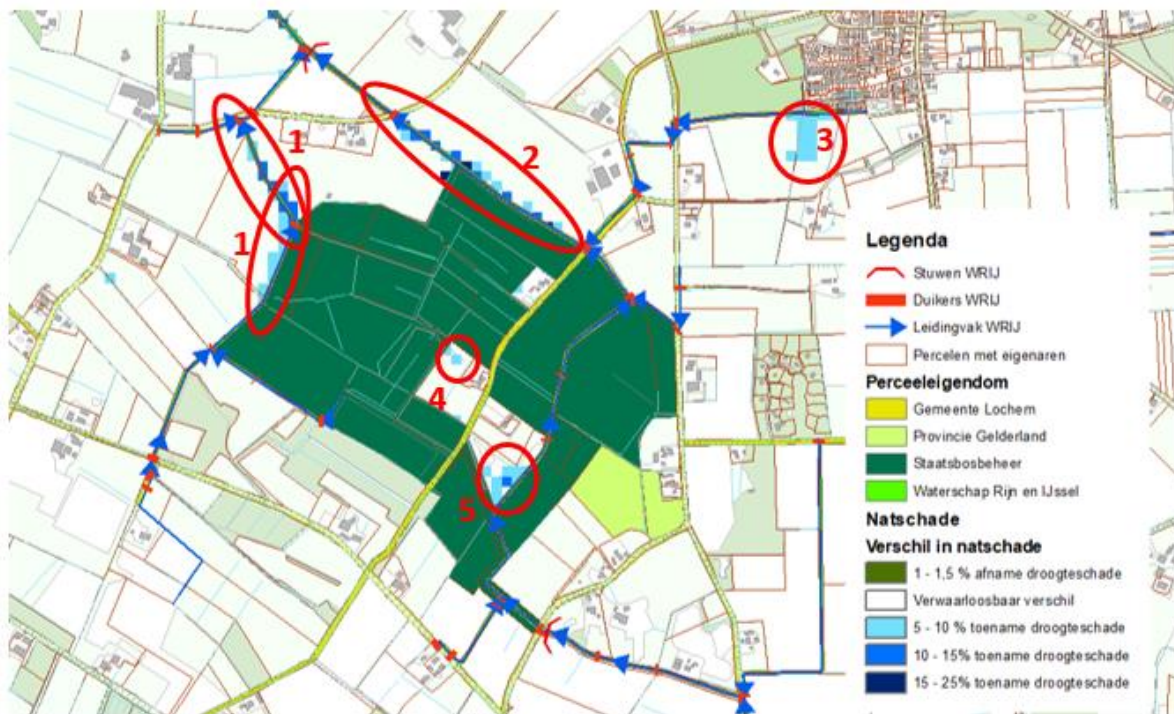 1
2
3
1
4
5
Legenda
Stuwen WRIJ
Duikers WRIJ
Leidingvak WRIJ
Percelen met eigenaren
Perceeleigendom
Gemeente Lochem
Provincie Gelderland
Staatsbosbeheer
Waterschap Rijn en IJssel
Natschade
Verschil in natschade
1 - 1,5 % afname droogteschade
Verwaarloosbaar verschil
5 - 10 % toename droogteschade
10 - 15% toename droogteschade
15 - 25% toename droogteschade